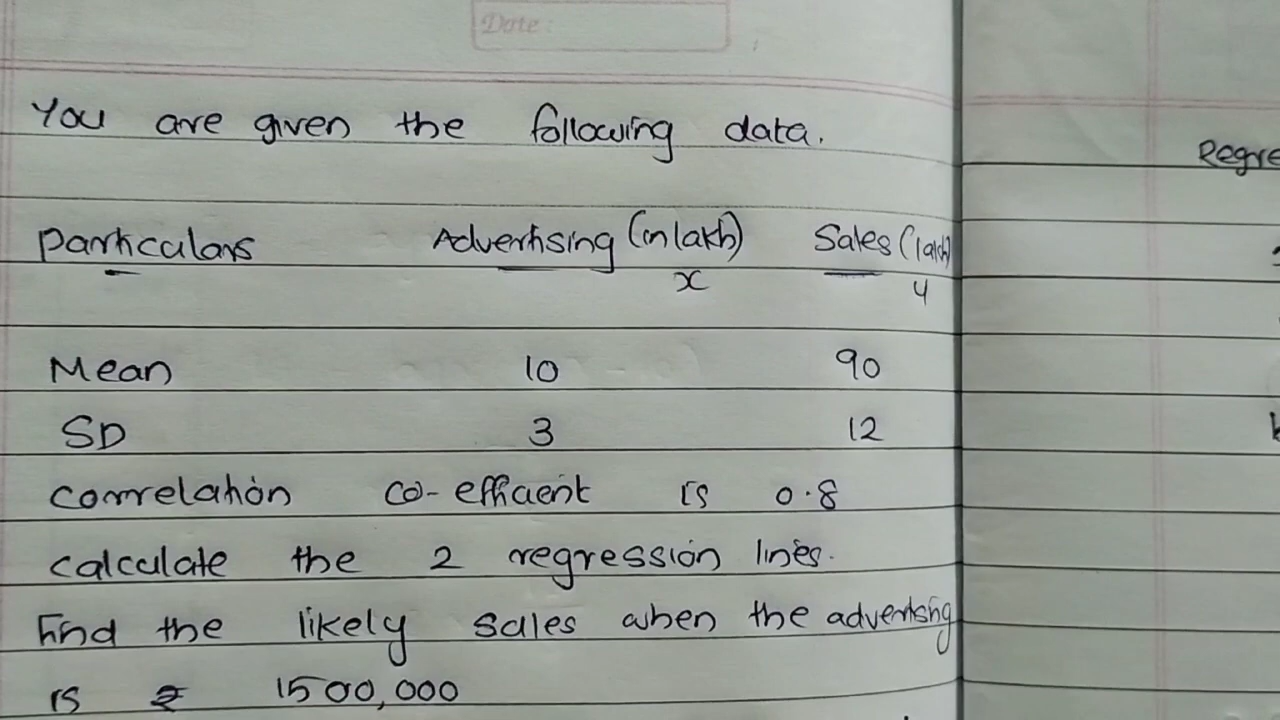 Date:
You are given the following data.
Regre
Particulars Advertising (in lakh) Sales (lakh)
x y
Mean 10 90
SD 3 12
Correlation co-efficient is 0.8
calculate the 2 regression lines.
Find the likely sales when the advertising
is ₹ 1500,000